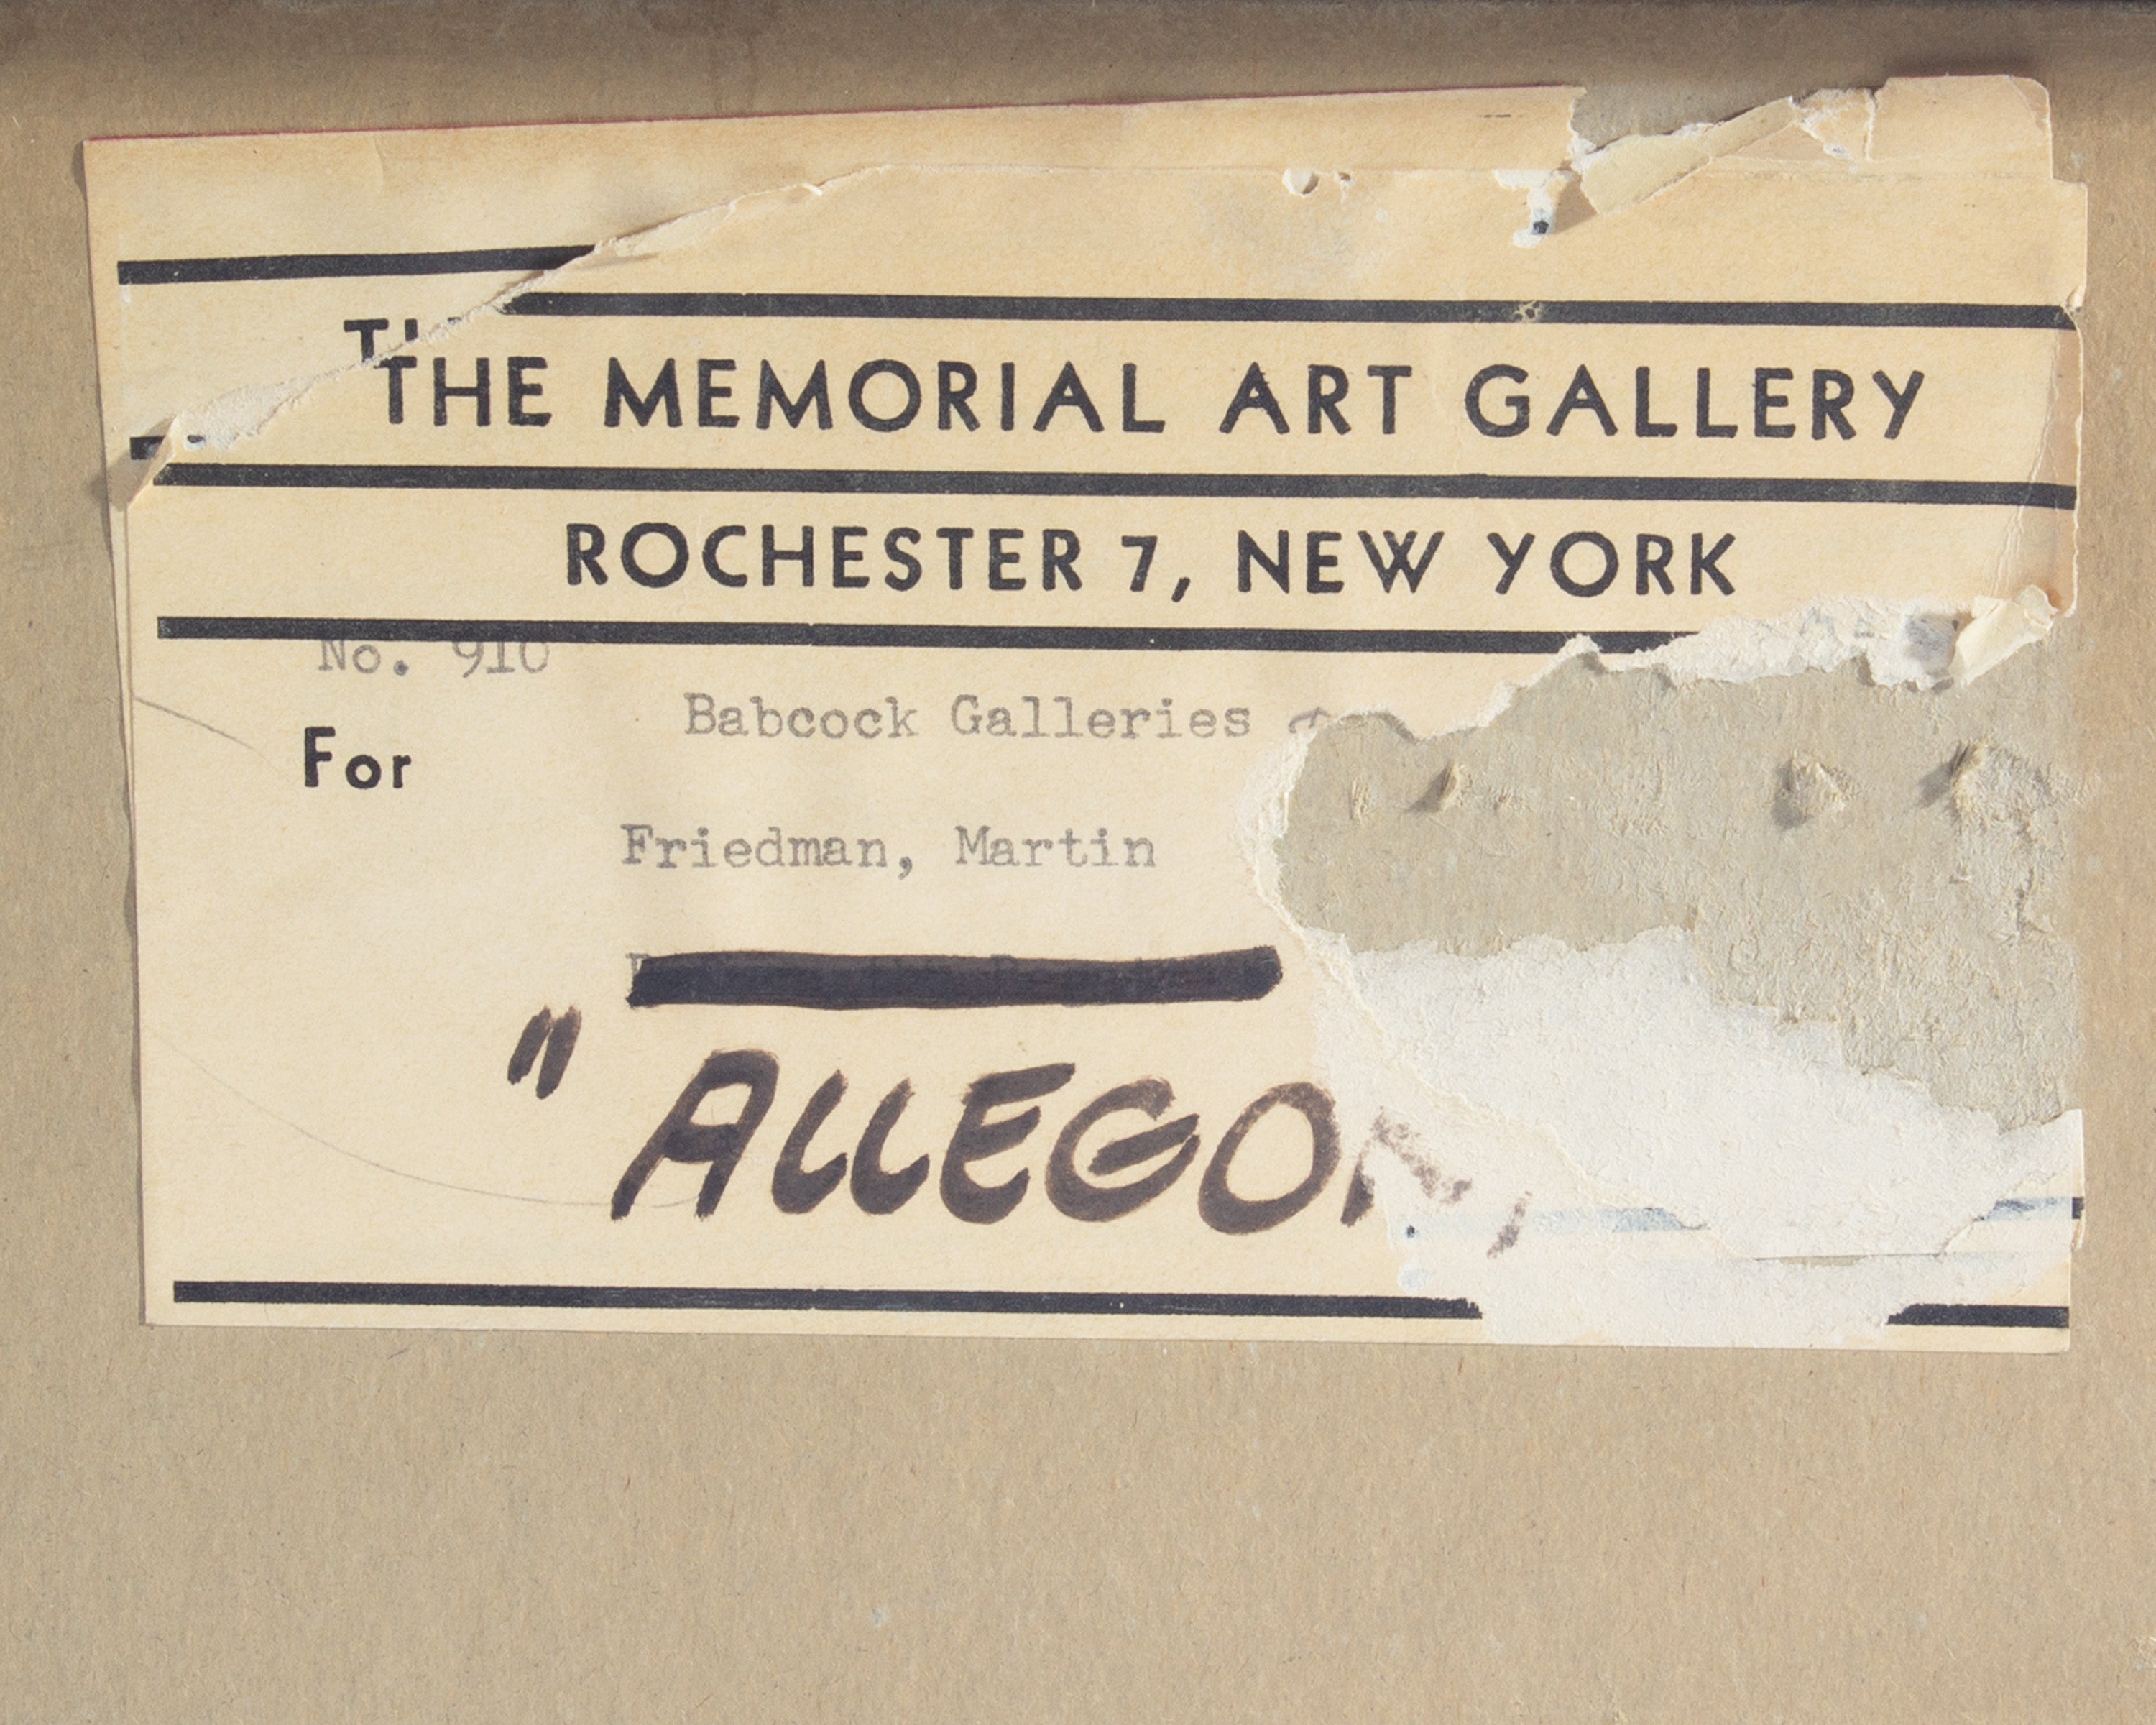 THE MEMORIAL ART GALLERY
ROCHESTER 7, NEW YORK
No. 910
Babcock Galleries
For
Friedman, Martin
"ALLEGO